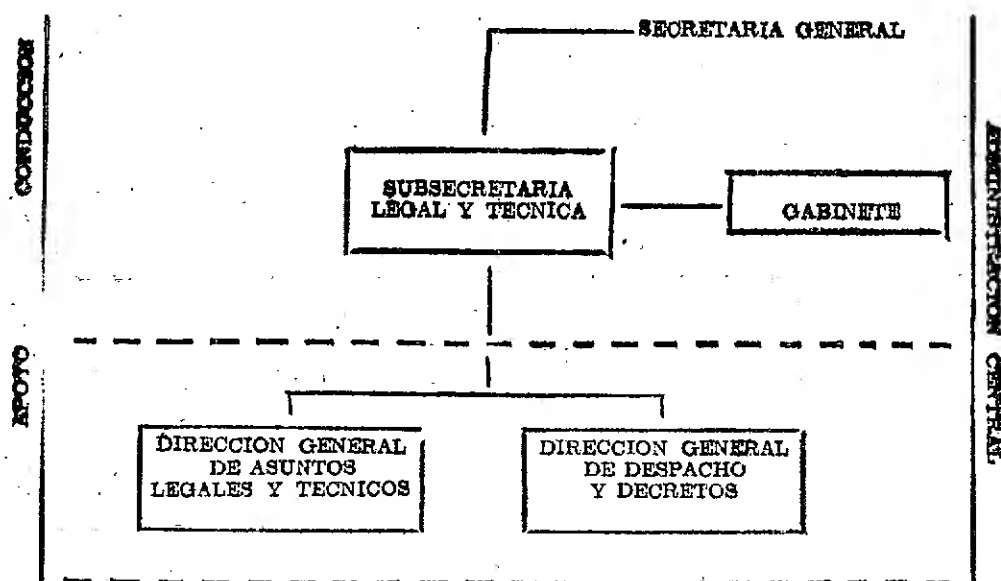 SECRETARIA GENERAL
CONDUCCION
SUBSECRETARIA
LEGAL Y TECNICA
GABINETE
ADMINISTRACION CENTRAL
APOYO
DIRECCION GENERAL
DE ASUNTOS
LEGALES Y TECNICOS
DIRECCION GENERAL
DE DESPACHO
Y DECRETOS